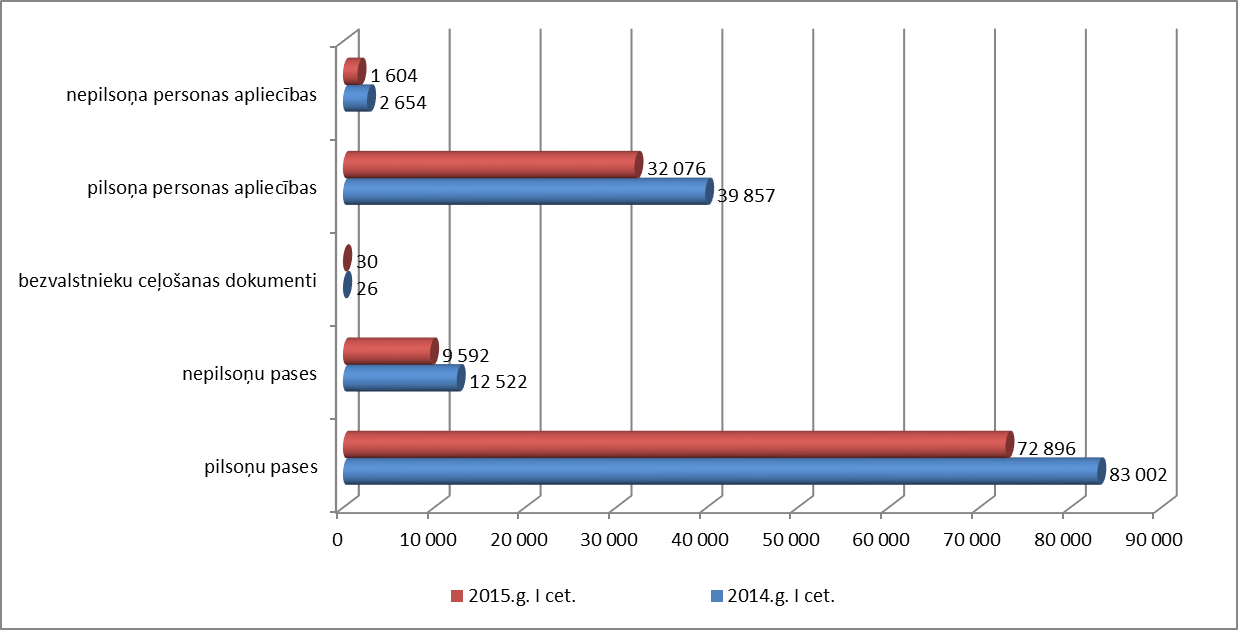 nepilsoņa personas apliecības
1 604
2 654
pilsoņa personas apliecības
32 076
39 857
bezvalstnieku ceļošanas dokumenti
30
26
nepilsoņu pases
9 592
12 522
pilsoņu pases
72 896
83 002
0 10 000 20 000 30 000 40 000 50 000 60 000 70 000 80 000 90 000
2015.g. I cet. 2014.g. I cet.